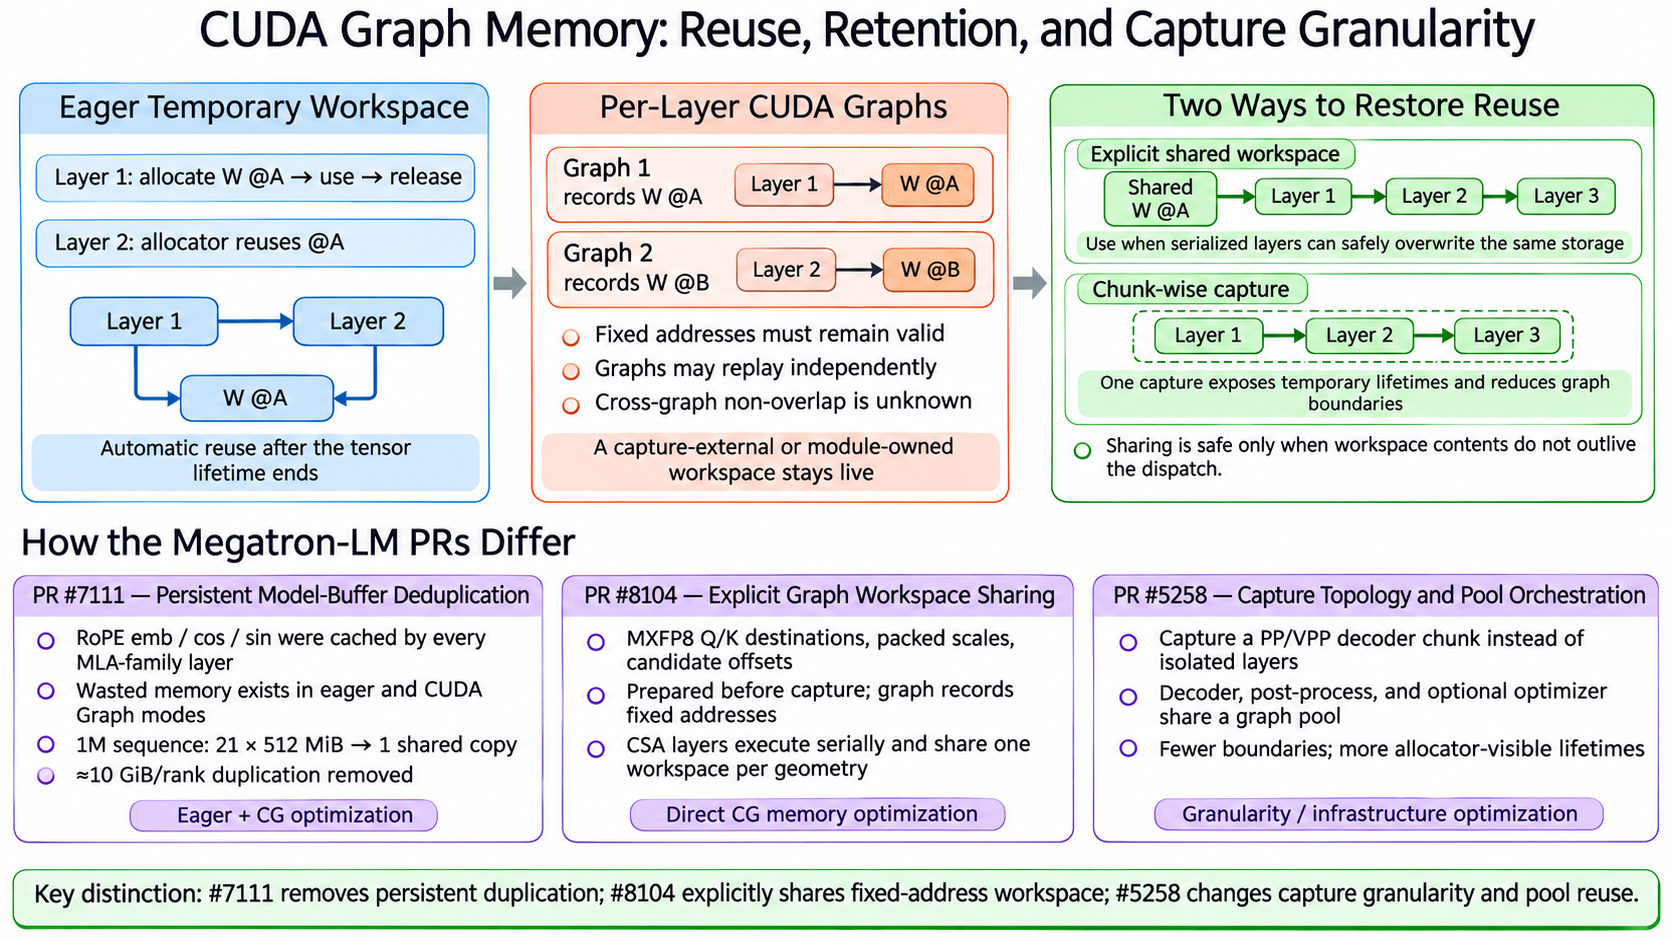 CUDA Graph Memory: Reuse, Retention, and Capture Granularity
Eager Temporary Workspace
Layer 1: allocate W @A → use → release
Layer 2: allocator reuses @A
Layer 1
Layer 2
W @A
Automatic reuse after the tensor
lifetime ends
Per-Layer CUDA Graphs
Graph 1
records W @A
Layer 1
W @A
Graph 2
records W @B
Layer 2
W @B
Fixed addresses must remain valid
Graphs may replay independently
Cross-graph non-overlap is unknown
A capture-external or module-owned
workspace stays live
Two Ways to Restore Reuse
Explicit shared workspace
Shared
W @A
Layer 1
Layer 2
Layer 3
Use when serialized layers can safely overwrite the same storage
Chunk-wise capture
Layer 1
Layer 2
Layer 3
One capture exposes temporary lifetimes and reduces graph
boundaries
Sharing is safe only when workspace contents do not outlive
the dispatch.
How the Megatron-LM PRs Differ
PR #7111 — Persistent Model-Buffer Deduplication
RoPE emb / cos / sin were cached by every
MLA-family layer
Wasted memory exists in eager and CUDA
Graph modes
1M sequence: 21 × 512 MiB → 1 shared copy
≈10 GiB/rank duplication removed
Eager + CG optimization
PR #8104 — Explicit Graph Workspace Sharing
MXFP8 Q/K destinations, packed scales,
candidate offsets
Prepared before capture; graph records
fixed addresses
CSA layers execute serially and share one
workspace per geometry
Direct CG memory optimization
PR #5258 — Capture Topology and Pool Orchestration
Capture a PP/VPP decoder chunk instead of
isolated layers
Decoder, post-process, and optional optimizer
share a graph pool
Fewer boundaries; more allocator-visible lifetimes
Granularity / infrastructure optimization
Key distinction: #7111 removes persistent duplication; #8104 explicitly shares fixed-address workspace; #5258 changes capture granularity and pool reuse.